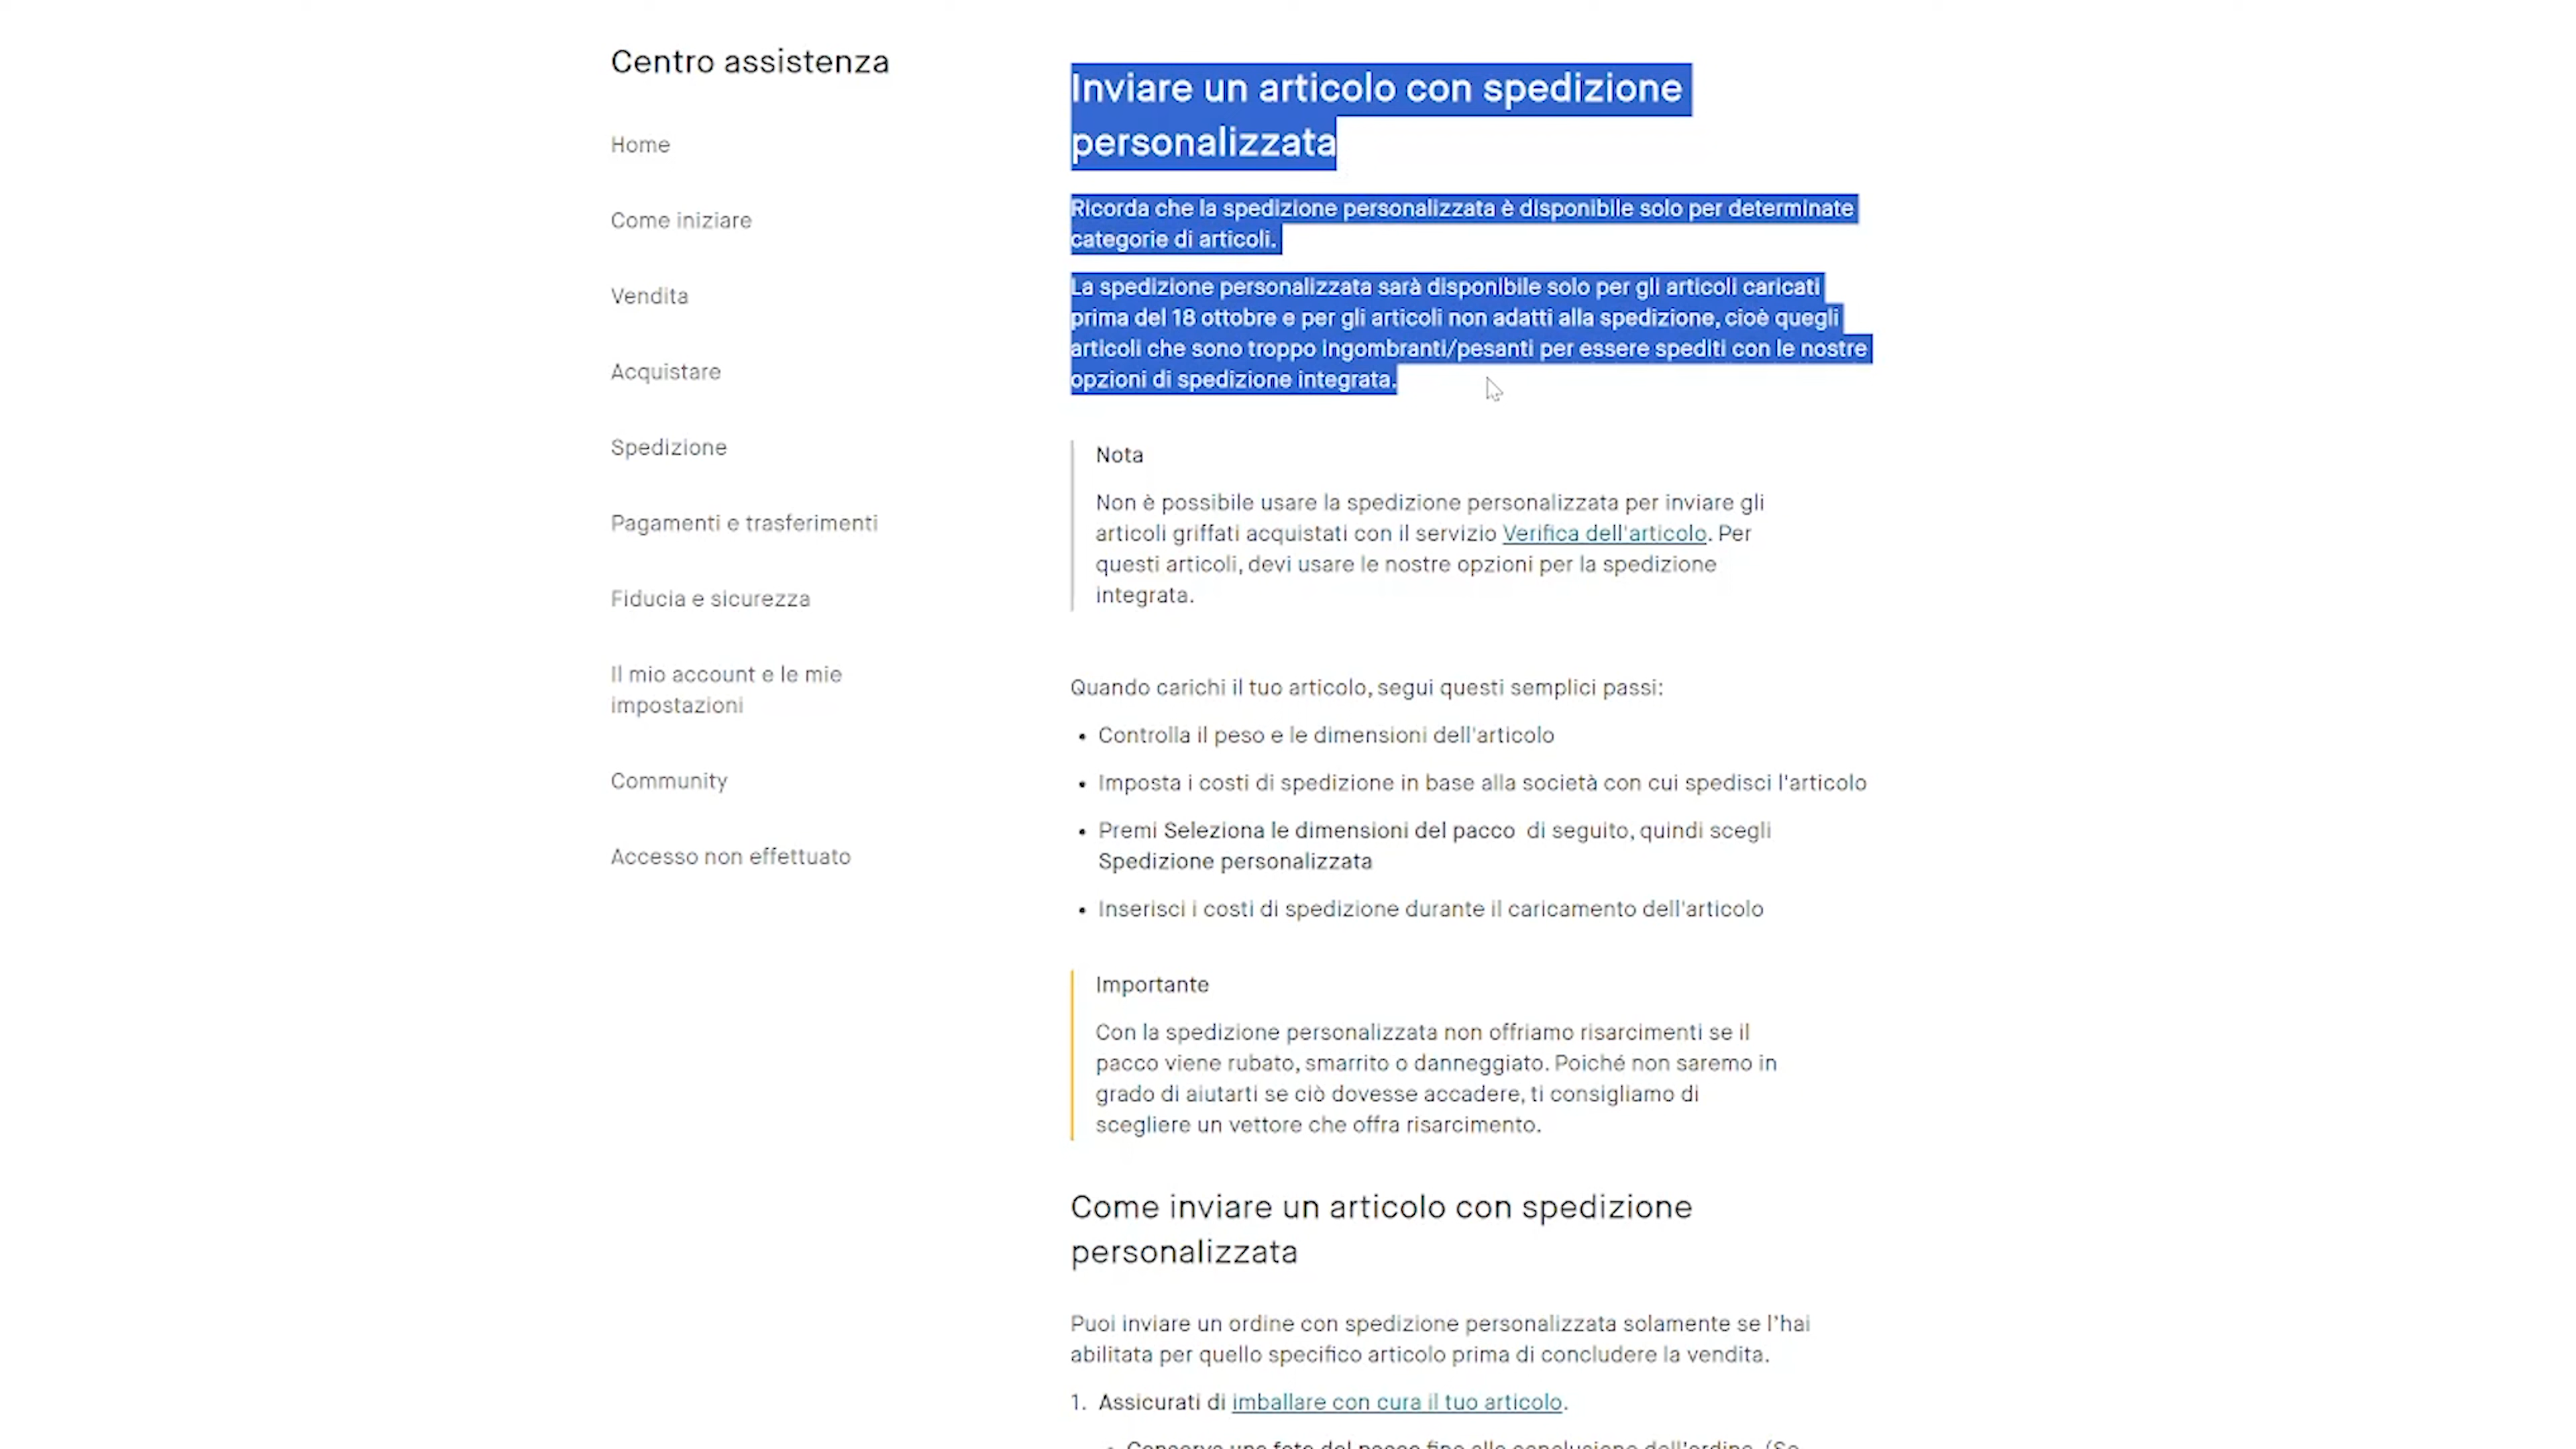 Centro assistenza
Home
Come iniziare
Vendita
Acquistare
Spedizione
Pagamenti e trasferimenti
Fiducia e sicurezza
Il mio account e le mie
impostazioni
Community
Accesso non effettuato
Inviare un articolo con spedizione
personalizzata
Ricorda che la spedizione personalizzata è disponibile solo per determinate
categorie di articoli.
La spedizione personalizzata sarà disponibile solo per gli articoli caricati
prima del 18 ottobre e per gli articoli non adatti alla spedizione, cioè quegli
articoli che sono troppo ingombranti/pesanti per essere spediti con le nostre
opzioni di spedizione integrata.
Nota
Non è possibile usare la spedizione personalizzata per inviare gli
articoli griffati acquistati con il servizio Verifica dell'articolo. Per
questi articoli, devi usare le nostre opzioni per la spedizione
integrata.
Quando carichi il tuo articolo, segui questi semplici passi:
• Controlla il peso e le dimensioni dell'articolo
• Imposta i costi di spedizione in base alla società con cui spedisci l'articolo
• Premi Seleziona le dimensioni del pacco di seguito, quindi scegli
Spedizione personalizzata
• Inserisci i costi di spedizione durante il caricamento dell'articolo
Importante
Con la spedizione personalizzata non offriamo risarcimenti se il
pacco viene rubato, smarrito o danneggiato. Poiché non saremo in
grado di aiutarti se ciò dovesse accadere, ti consigliamo di
scegliere un vettore che offra risarcimento.
Come inviare un articolo con spedizione
personalizzata
Puoi inviare un ordine con spedizione personalizzata solamente se l'hai
abilitata per quello specifico articolo prima di concludere la vendita.
1. Assicurati di imballare con cura il tuo articolo.
Conserva una foto del pacco fino alla conclusione dell'ordine. (Se